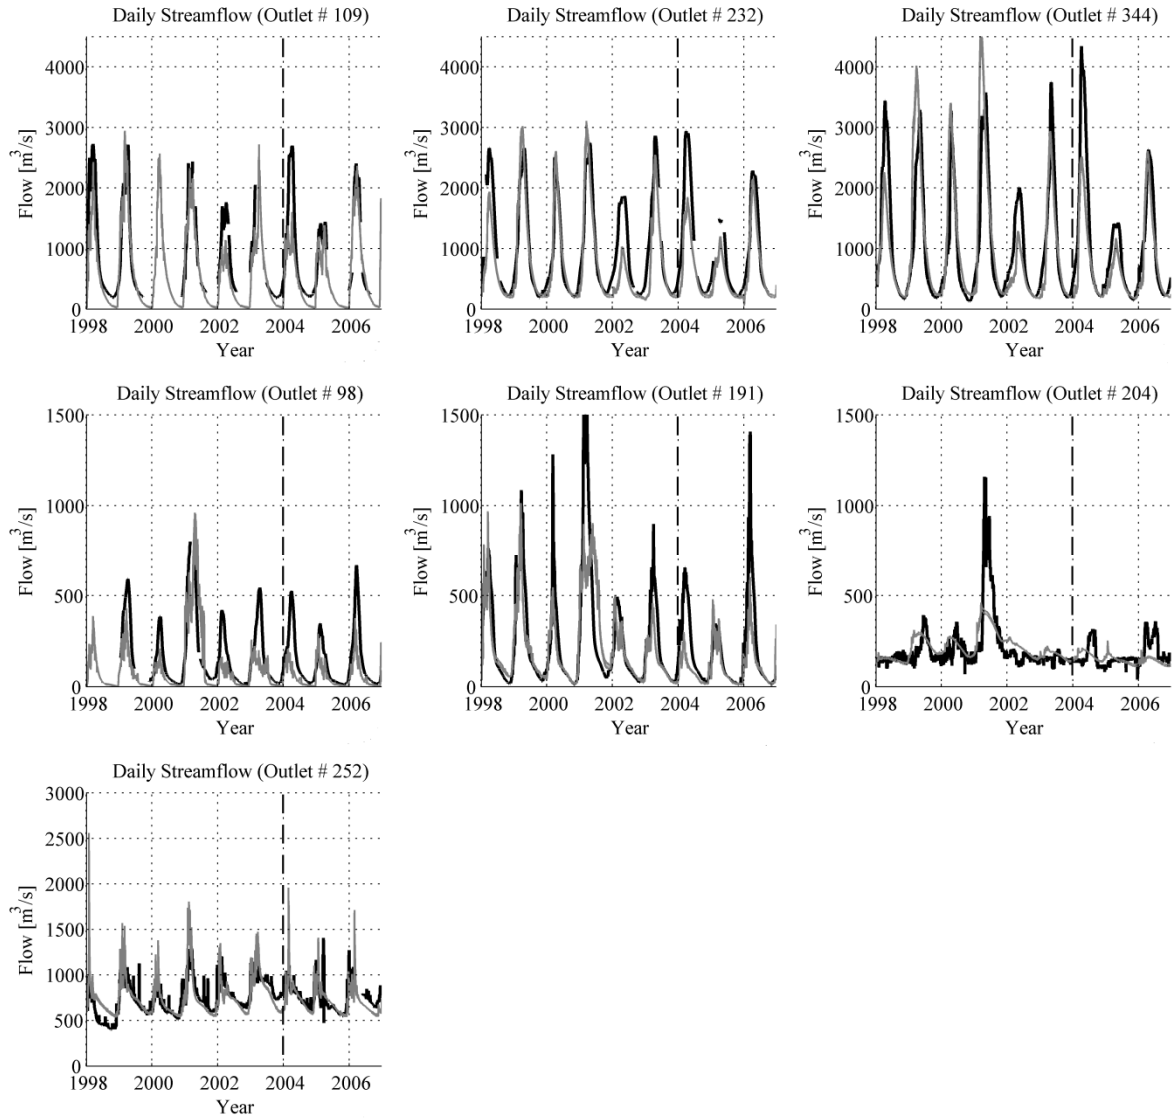 Daily Streamflow (Outlet # 109)
Flow [m³/s]
4000
3000
2000
1000
0
1998 2000 2002 2004 2006
Year
Daily Streamflow (Outlet # 232)
Flow [m³/s]
4000
3000
2000
1000
0
1998 2000 2002 2004 2006
Year
Daily Streamflow (Outlet # 344)
Flow [m³/s]
4000
3000
2000
1000
0
1998 2000 2002 2004 2006
Year
Daily Streamflow (Outlet # 98)
Flow [m³/s]
1500
1000
500
0
1998 2000 2002 2004 2006
Year
Daily Streamflow (Outlet # 191)
Flow [m³/s]
1500
1000
500
0
1998 2000 2002 2004 2006
Year
Daily Streamflow (Outlet # 204)
Flow [m³/s]
1500
1000
500
0
1998 2000 2002 2004 2006
Year
Daily Streamflow (Outlet # 252)
Flow [m³/s]
3000
2500
2000
1500
1000
500
0
1998 2000 2002 2004 2006
Year